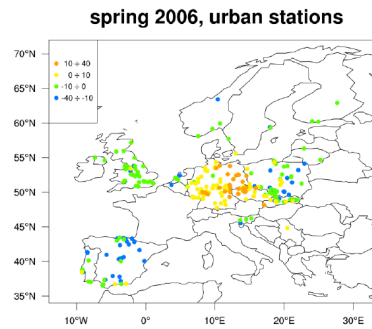 spring 2006, urban stations
70°N
65°N
60°N
55°N
50°N
45°N
40°N
35°N
10 ÷ 40
0 ÷ 10
-10 ÷ 0
-40 ÷ -10
10°W
0°
10°E
20°E
30°E